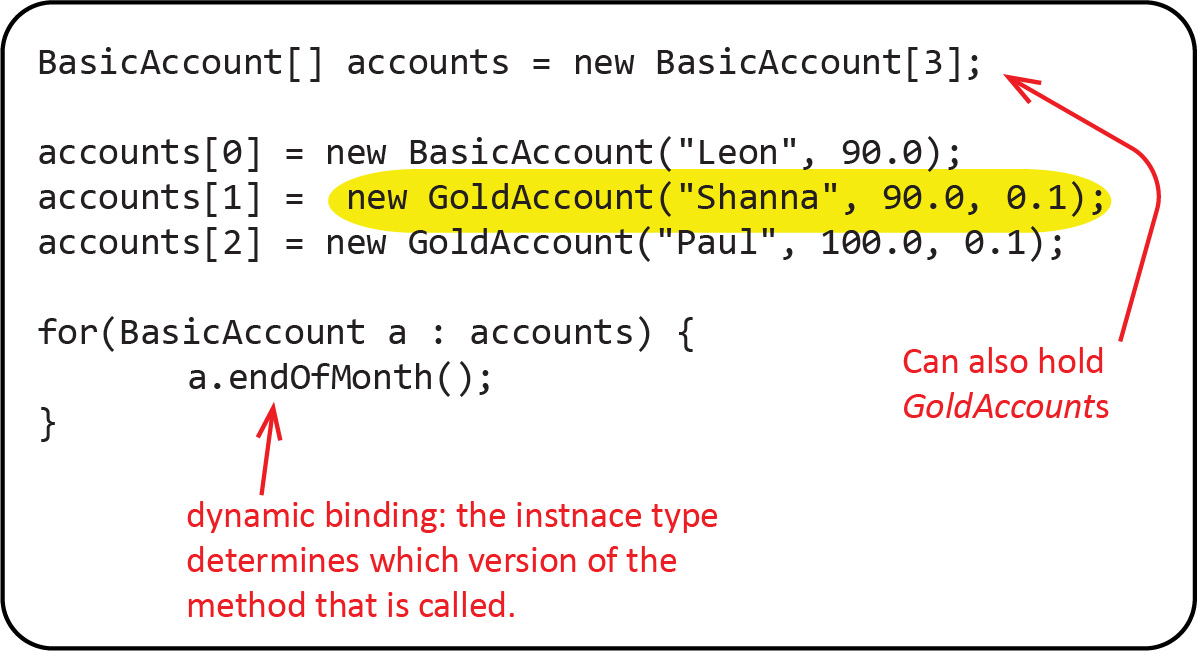 BasicAccount[] accounts = new BasicAccount[3];
accounts[0] = new BasicAccount("Leon", 90.0);
accounts[1] = new GoldAccount("Shanna", 90.0, 0.1);
accounts[2] = new GoldAccount("Paul", 100.0, 0.1);
for(BasicAccount a : accounts) {
a.endOfMonth();
}
Can also hold
GoldAccounts
dynamic binding: the instnace type
determines which version of the
method that is called.